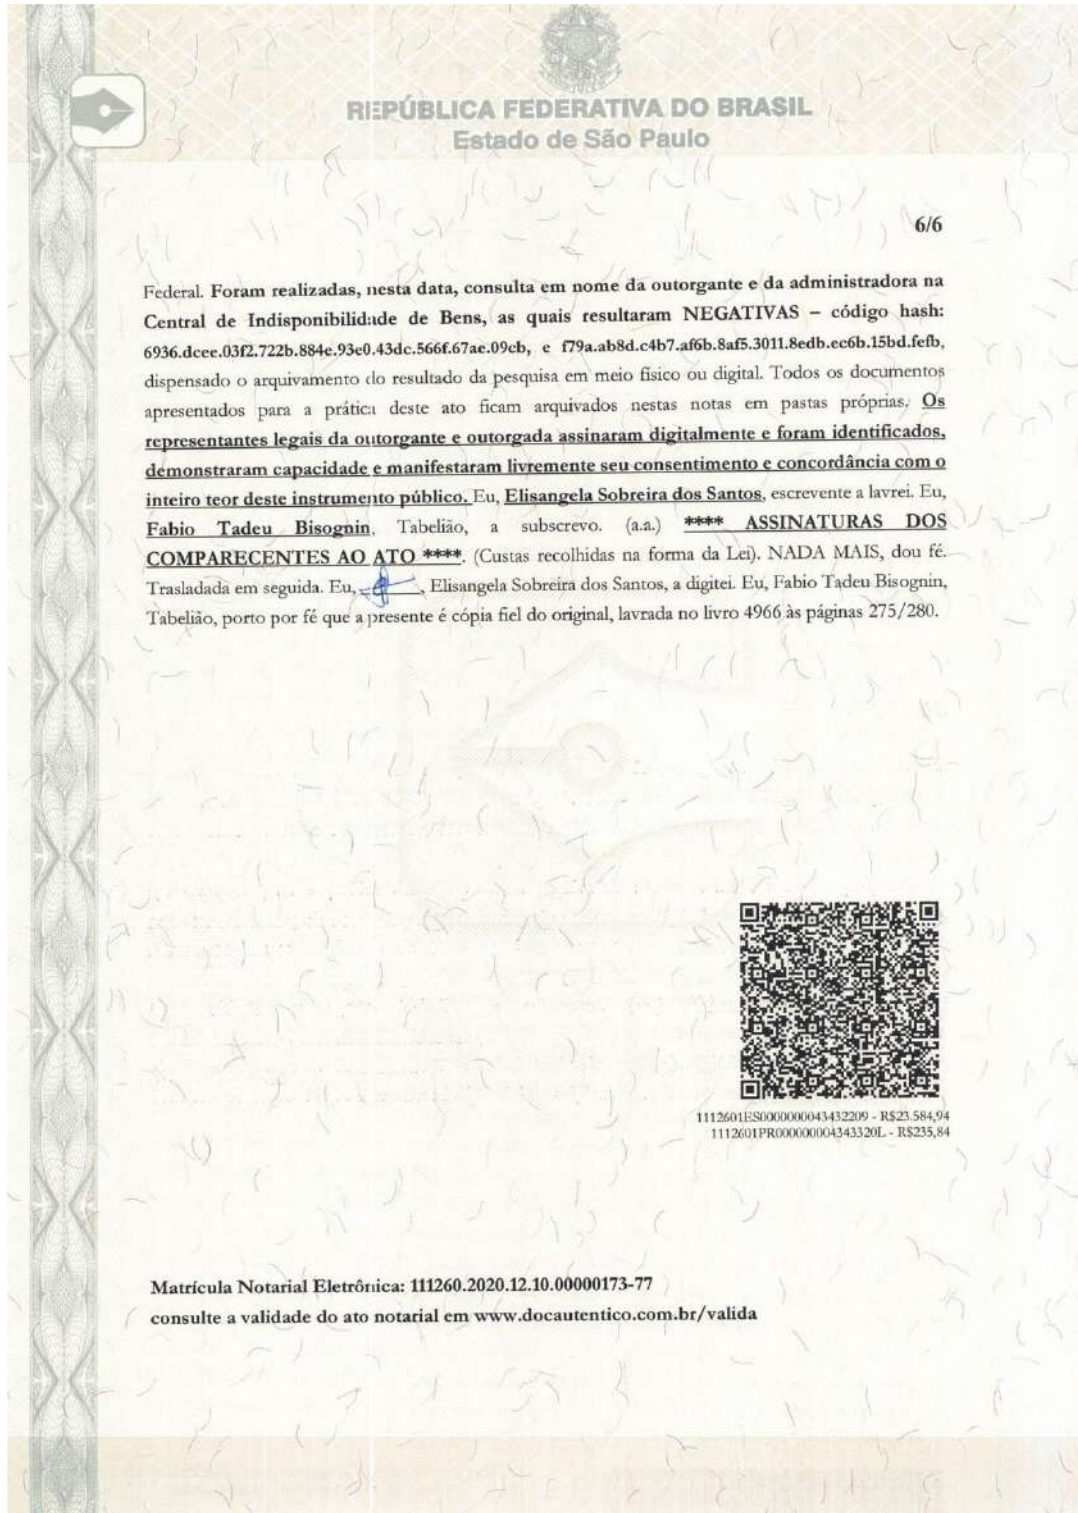 REPÚBLICA FEDERATIVA DO BRASIL
Estado de São Paulo
6/6
Federal. Foram realizadas, nesta data, consulta em nome da outorgante e da administradora na
Central de Indisponibilidade de Bens, as quais resultaram NEGATIVAS – código hash:
6936.dcee.03f2.722b.884e.93e0.43dc.566f.67ae.09cb, e f79a.ab8d.c4b7.af6b.8af5.3011.8edb.ec6b.15bd.fefb,
dispensado o arquivamento do resultado da pesquisa em meio físico ou digital. Todos os documentos
apresentados para a prática deste ato ficam arquivados nestas notas em pastas próprias. Os
representantes legais da outorgante e outorgada assinaram digitalmente e foram identificados,
demonstraram capacidade e manifestaram livremente seu consentimento e concordância com o
inteiro teor deste instrumento público. Eu, Elisangela Sobreira dos Santos, escrevente a lavrei. Eu,
Fabio Tadeu Bisognin, Tabelião, a subscrevo. (a.a.) **** ASSINATURAS DOS
COMPARECENTES AO ATO ****. (Custas recolhidas na forma da Lei). NADA MAIS, dou fé.
Trasladada em seguida. Eu, , Elisangela Sobreira dos Santos, a digitei. Eu, Fabio Tadeu Bisognin,
Tabelião, porto por fé que a presente é cópia fiel do original, lavrada no livro 4966 às páginas 275/280.
1112601ES0000000043432209 - R$23.584,94
1112601PR000000004343320L - R$235,84
Matrícula Notarial Eletrônica: 111260.2020.12.10.00000173-77
consulte a validade do ato notarial em www.docautentico.com.br/valida